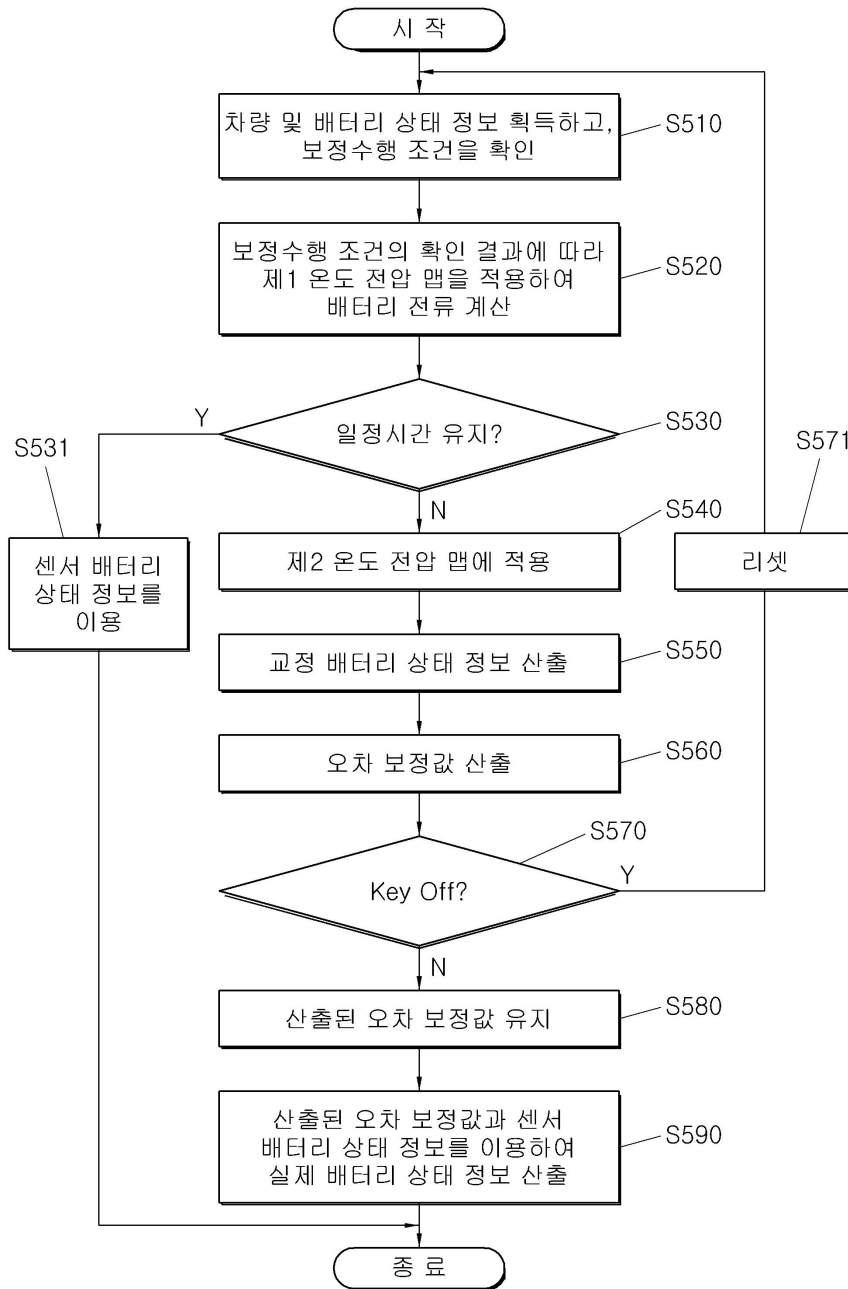 시 작
차량 및 배터리 상태 정보 획득하고,
보정수행 조건을 확인
S510
보정수행 조건의 확인 결과에 따라
제1 온도 전압 맵을 적용하여
배터리 전류 계산
S520
일정시간 유지?
S530
Y
N
S531
센서 배터리
상태 정보를
이용
S540
제2 온도 전압 맵에 적용
S571
리셋
교정 배터리 상태 정보 산출
S550
오차 보정값 산출
S560
S570
Key Off?
Y
N
산출된 오차 보정값 유지
S580
산출된 오차 보정값과 센서
배터리 상태 정보를 이용하여
실제 배터리 상태 정보 산출
S590
종 료